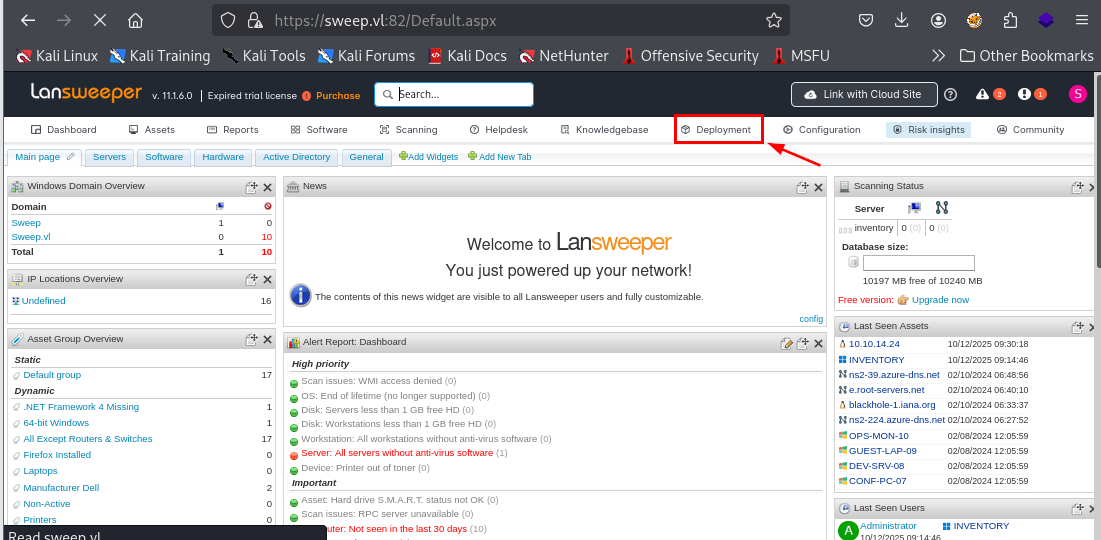 https://sweep.vl:82/Default.aspx
Kali Linux Kali Training Kali Tools Kali Forums Kali Docs NetHunter Offensive Security MSFU Other Bookmarks
Lansweeper v. 11.1.6.0 Expired trial license Purchase Search... Link with Cloud Site 2 1 S
Dashboard Assets Reports Software Scanning Helpdesk Knowledgebase Deployment Configuration Risk insights Community
Main page Servers Software Hardware Active Directory General Add Widgets Add New Tab
Windows Domain Overview
Domain
Sweep 1 0
Sweep.vl 0 10
Total 1 10
IP Locations Overview
Undefined 16
Asset Group Overview
Static
Default group 17
Dynamic
.NET Framework 4 Missing 1
64-bit Windows 1
All Except Routers & Switches 17
Firefox Installed 0
Laptops 0
Manufacturer Dell 2
Non-Active 0
Printers 0
Read sweep.vl
News
Welcome to Lansweeper
You just powered up your network!
The contents of this news widget are visible to all Lansweeper users and fully customizable.
config
Alert Report: Dashboard
High priority
Scan issues: WMI access denied (0)
OS: End of lifetime (no longer supported) (0)
Disk: Servers less than 1 GB free HD (0)
Disk: Workstations less than 1 GB free HD (0)
Workstation: All workstations without anti-virus software (0)
Server: All servers without anti-virus software (1)
Device: Printer out of toner (0)
Important
Asset: Hard drive S.M.A.R.T. status not OK (0)
Scan issues: RPC server unavailable (0)
uter: Not seen in the last 30 days (10)
Scanning Status
Server
inventory 0 (0) 0 (0)
Database size:
10197 MB free of 10240 MB
Free version: Upgrade now
Last Seen Assets
10.10.14.24 10/12/2025 09:30:18
INVENTORY 10/12/2025 09:14:46
ns2-39.azure-dns.net 02/10/2024 06:48:56
e.root-servers.net 02/10/2024 06:40:10
blackhole-1.iana.org 02/10/2024 06:33:37
ns2-224.azure-dns.net 02/10/2024 06:27:52
OPS-MON-10 02/08/2024 12:05:59
GUEST-LAP-09 02/08/2024 12:05:59
DEV-SRV-08 02/08/2024 12:05:59
CONF-PC-07 02/08/2024 12:05:59
Last Seen Users
A Administrator INVENTORY
10/12/2025 09:14:46